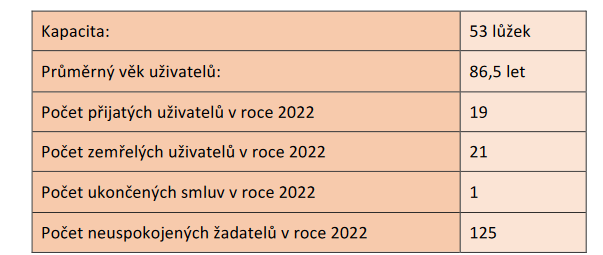 Kapacita: 53 lůžek
Průměrný věk uživatelů: 86,5 let
Počet přijatých uživatelů v roce 2022 19
Počet zemřelých uživatelů v roce 2022 21
Počet ukončených smluv v roce 2022 1
Počet neuspokojených žadatelů v roce 2022 125